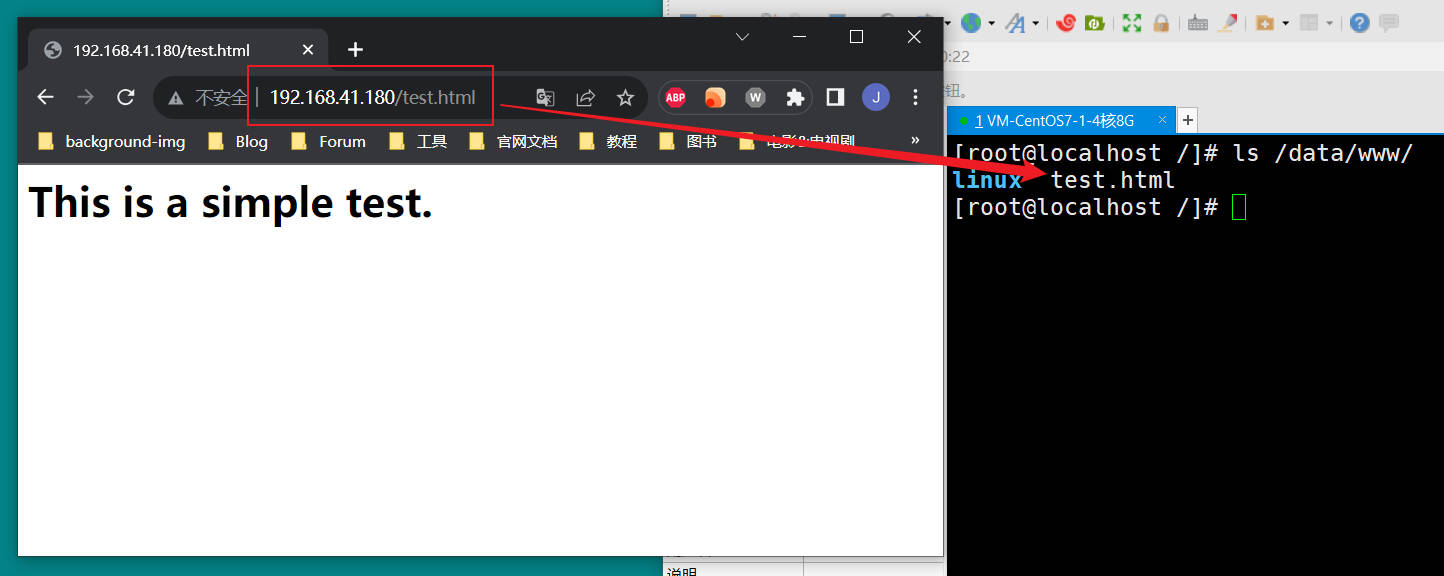 192.168.41.180/test.html
不安全 | 192.168.41.180/test.html
ABP
W
J
background-img
Blog
Forum
工具
官网文档
教程
图书
电影&电视剧
»
This is a simple test.
0:22
钮。
1 VM-CentOS7-1-4核8G
[root@localhost /]# ls /data/www/
linux test.html
[root@localhost /]#
说明